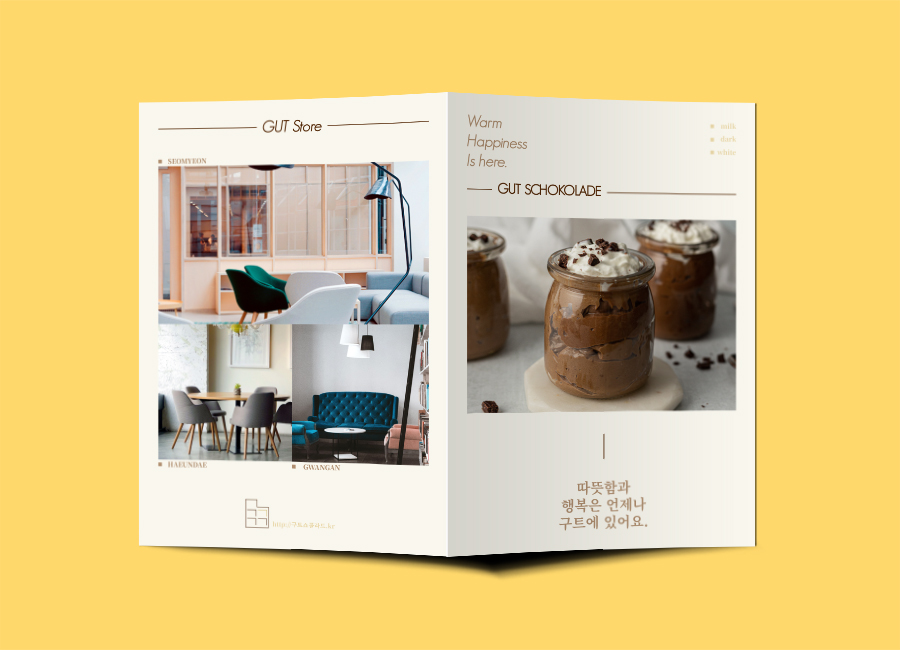 GUT Store
SEOMYEON
HAEUNDAE
GWANGAN
Warm
Happiness
Is here.
milk
dark
white
GUT SCHOKOLADE
따뜻함과
행복은 언제나
구트에 있어요.